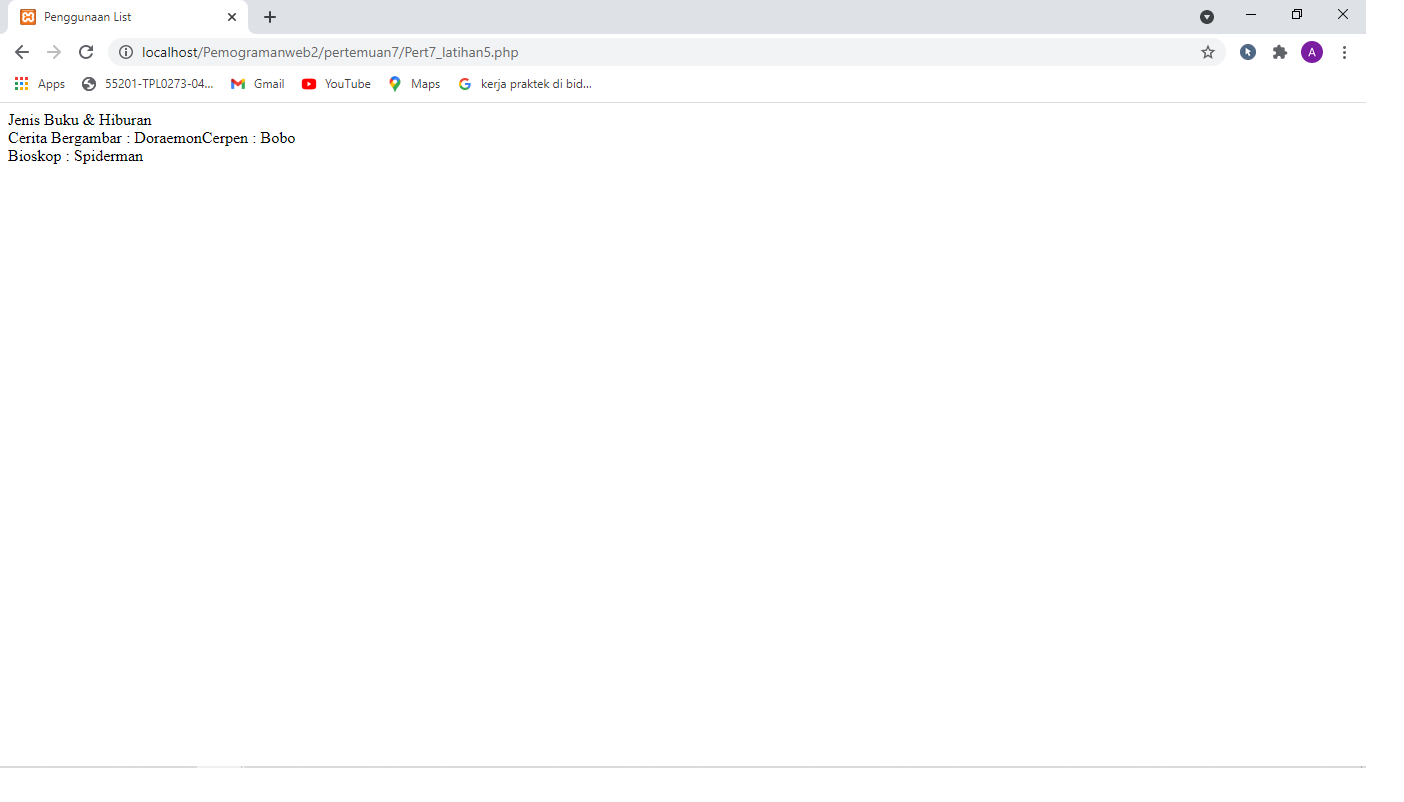 Penggunaan List
localhost/Pemogramanweb2/pertemuan7/Pert7_latihan5.php
A
Apps 55201-TPL0273-04... Gmail YouTube Maps G kerja praktek di bid...
Jenis Buku & Hiburan
Cerita Bergambar : DoraemonCerpen : Bobo
Bioskop : Spiderman